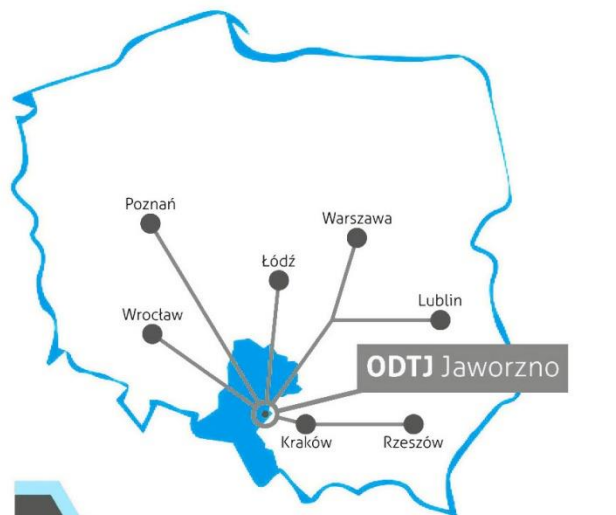 Poznań
Warszawa
Łódź
Lublin
Wrocław
ODTJ Jaworzno
Kraków
Rzeszów